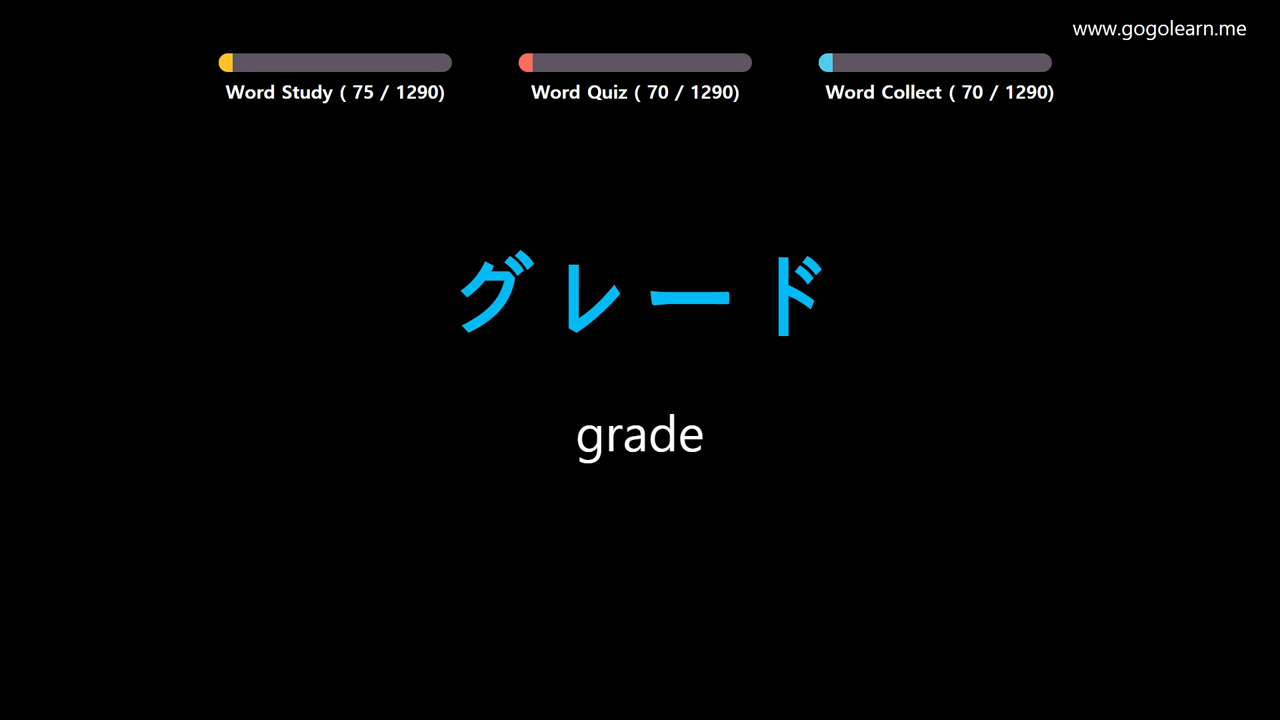 www.gogolearn.me
Word Study ( 75 / 1290)
Word Quiz ( 70 / 1290)
Word Collect ( 70 / 1290)
グレード
grade